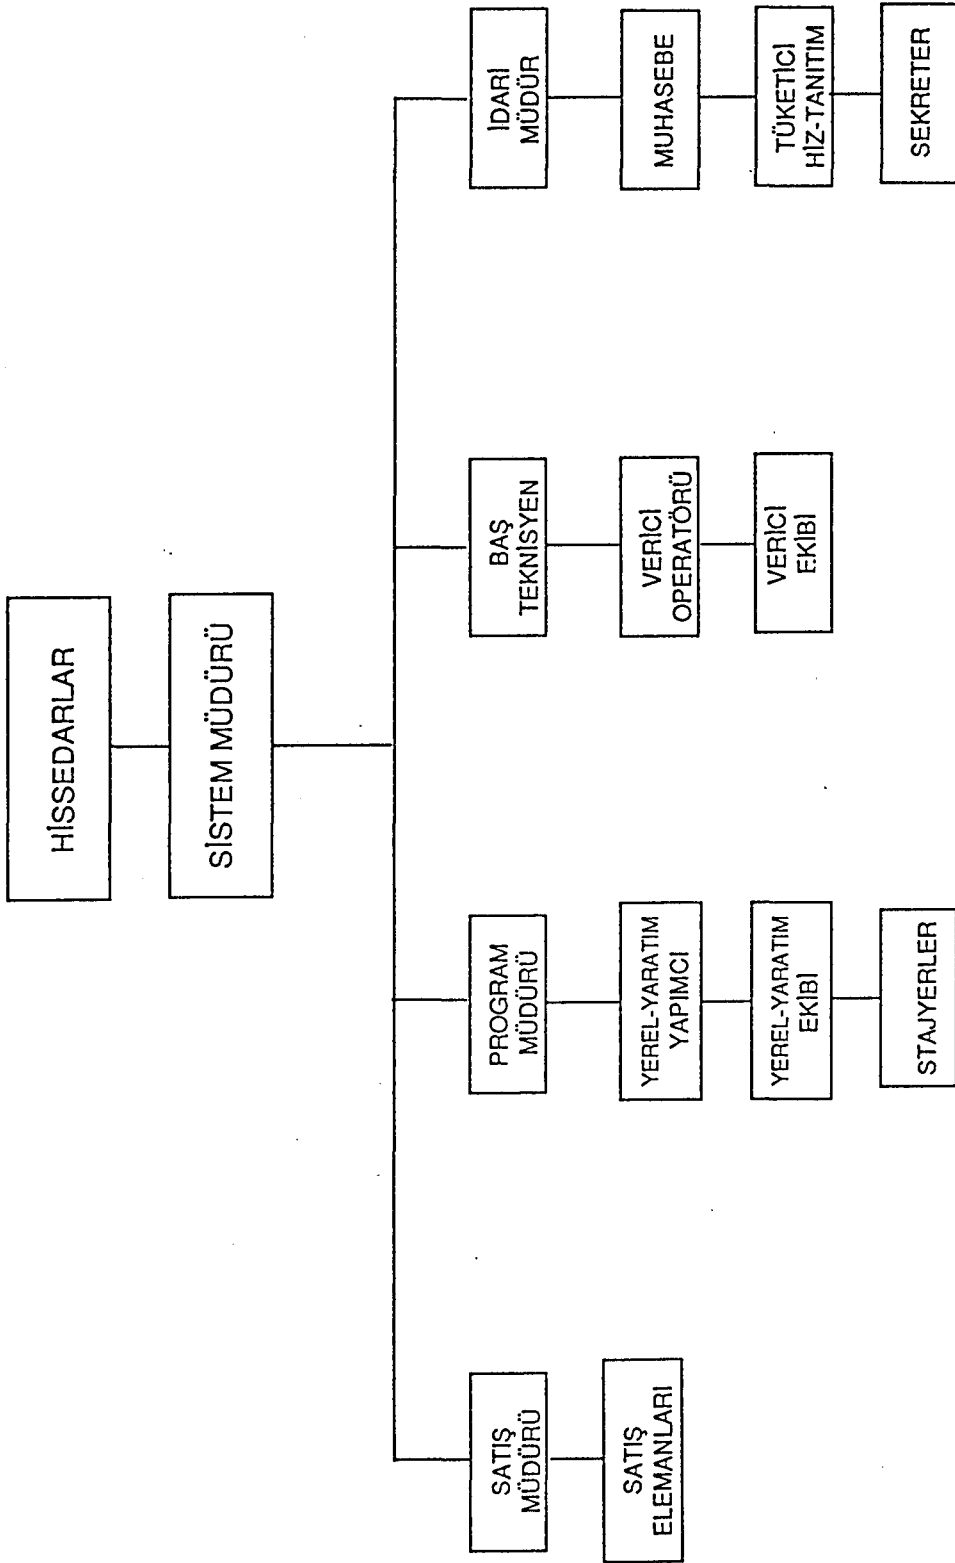 HİSSEDARLAR
SİSTEM MÜDÜRÜ
SATIŞ
MÜDÜRÜ
SATIŞ
ELEMANLARI
PROGRAM
MÜDÜRÜ
YEREL-YARATIM
YAPIMCI
YEREL-YARATIM
EKİBİ
STAJYERLER
BAŞ
TEKNİSYEN
VERİCİ
OPERATÖRÜ
VERİCİ
EKİBİ
İDARİ
MÜDÜR
MUHASEBE
TÜKETİCİ
HİZ-TANITIM
SEKRETER